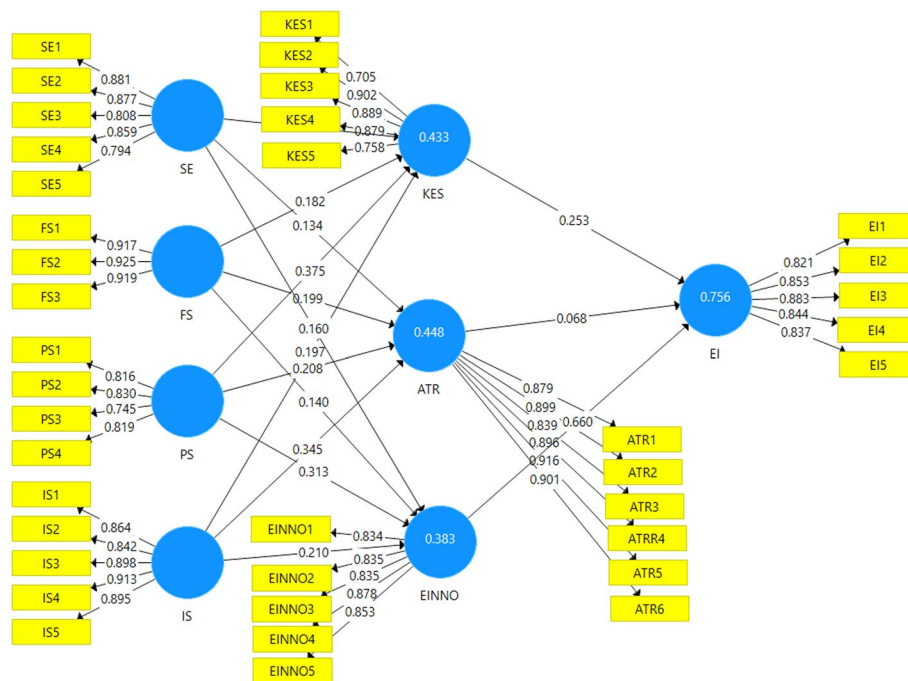 SE1
SE2
SE3
SE4
SE5
0.881
0.877
0.808
0.859
0.794
SE
FS1
FS2
FS3
0.917
0.925
0.919
FS
PS1
PS2
PS3
PS4
0.816
0.830
0.745
0.819
PS
IS1
IS2
IS3
IS4
IS5
0.864
0.842
0.898
0.913
0.895
IS
KES1
KES2
KES3
KES4
KES5
0.705
0.902
0.889
0.879
0.758
0.433
KES
0.182
0.134
0.375
0.199
0.160
0.197
0.208
0.140
0.345
0.313
0.210
0.448
ATR
0.383
EINNO
EINNO1
EINNO2
EINNO3
EINNO4
EINNO5
0.834
0.835
0.835
0.878
0.853
0.253
0.068
0.660
0.879
0.899
0.839
0.896
0.916
0.901
ATR1
ATR2
ATR3
ATRR4
ATR5
ATR6
0.756
EI
0.821
0.853
0.883
0.844
0.837
EI1
EI2
EI3
EI4
EI5